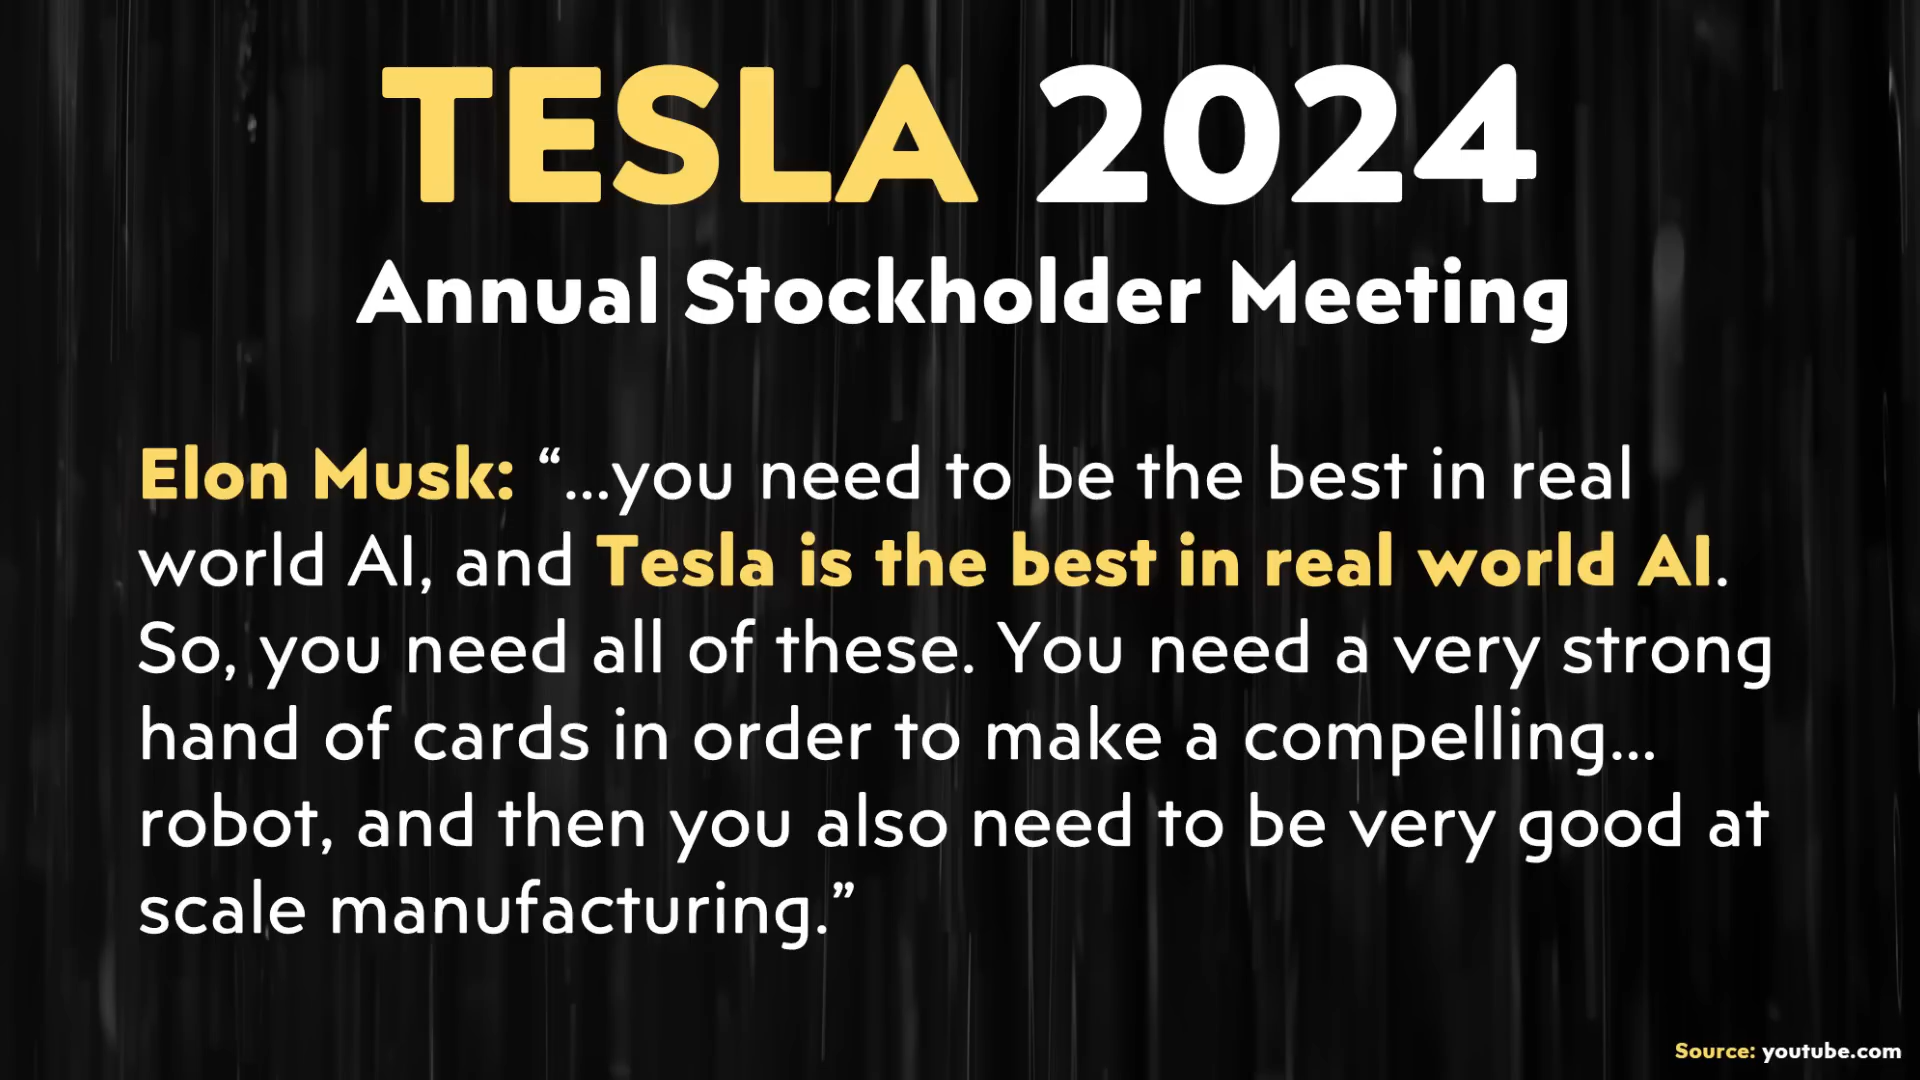 TESLA 2024
Annual Stockholder Meeting
Elon Musk: “...you need to be the best in real
world AI, and Tesla is the best in real world AI.
So, you need all of these. You need a very strong
hand of cards in order to make a compelling...
robot, and then you also need to be very good at
scale manufacturing.”
Source: youtube.com